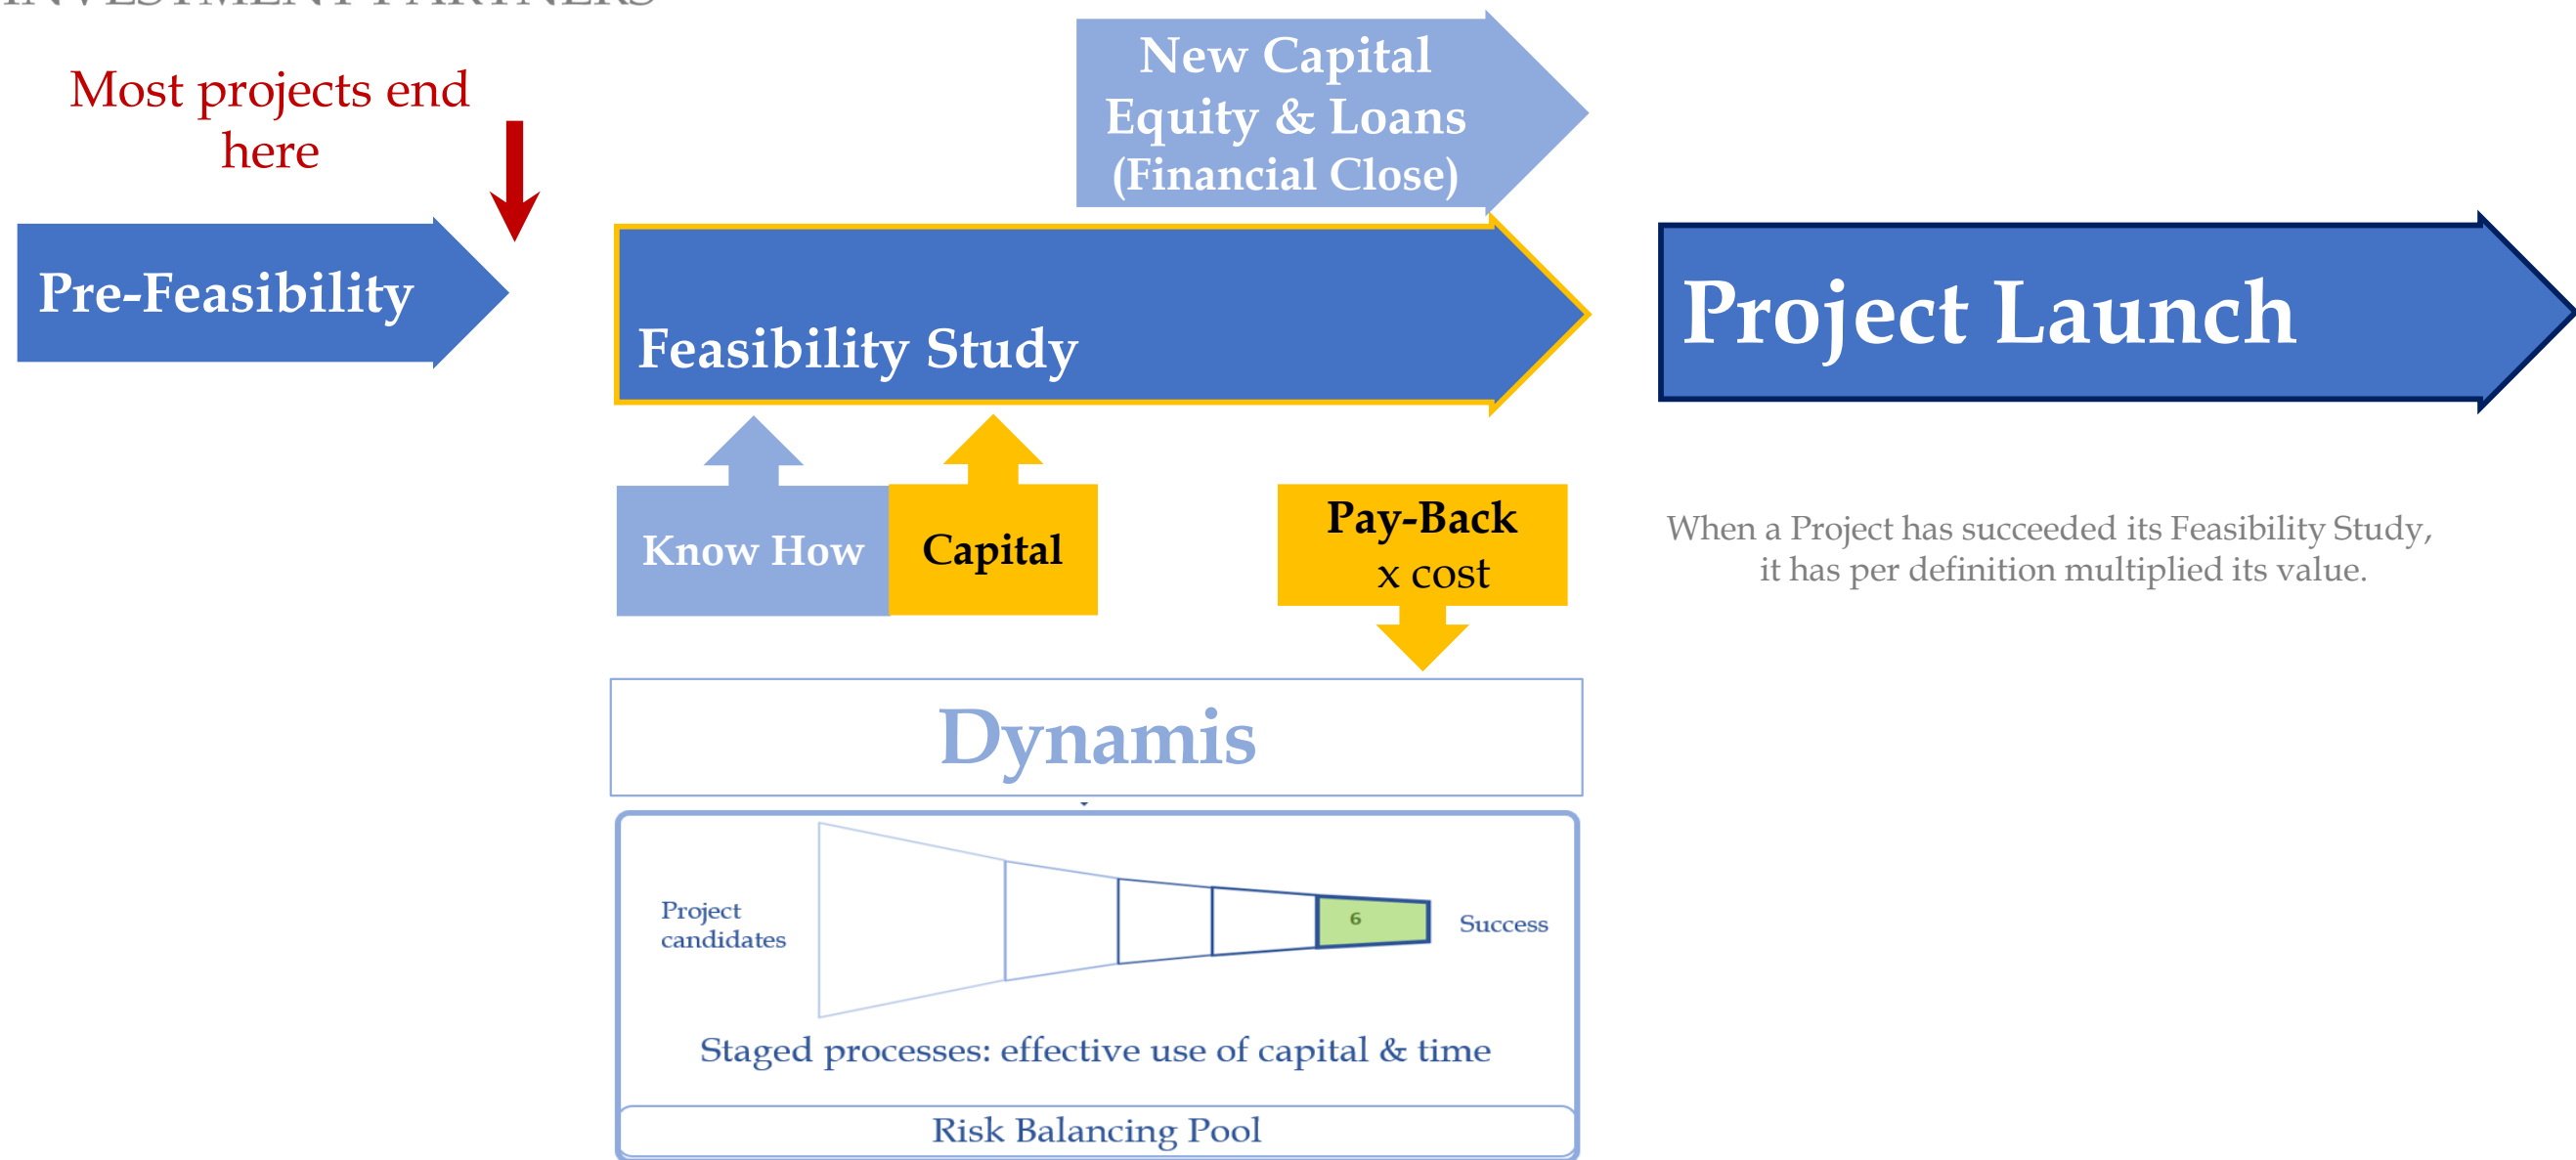 INVESTMENT PARTNERS
Most projects end
here
New Capital
Equity & Loans
(Financial Close)
Pre-Feasibility
Feasibility Study
Project Launch
Know How
Capital
Pay-Back
x cost
When a Project has succeeded its Feasibility Study,
it has per definition multiplied its value.
Dynamis
Project
candidates
6
Success
Staged processes: effective use of capital & time
Risk Balancing Pool